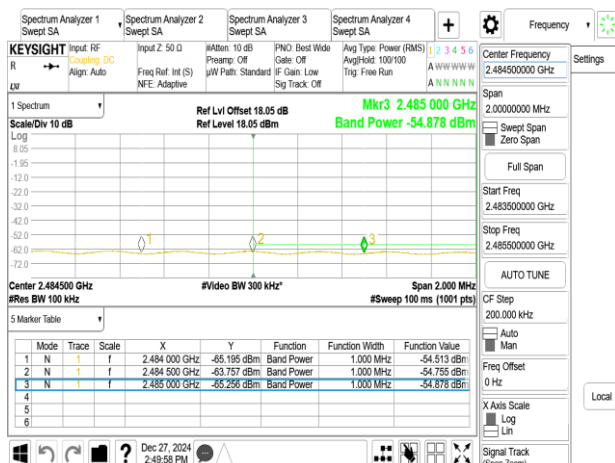 Spectrum Analyzer 1
Swept SA
Spectrum Analyzer 2
Swept SA
Spectrum Analyzer 3
Swept SA
Spectrum Analyzer 4
Swept SA
+
Frequency
Settings
KEYSIGHT
R
LXI
Input: RF
Coupling: DC
Align: Auto
Input Z: 50 Ω
Freq Ref: Int (S)
NFE: Adaptive
#Atten: 10 dB
Preamp: Off
µW Path: Standard
PNO: Best Wide
Gate: Off
IF Gain: Low
Sig Track: Off
Avg Type: Power (RMS)
Avg|Hold: 100/100
Trig: Free Run
1 2 3 4 5 6
A W W W W W
A N N N N N
1 Spectrum
Scale/Div 10 dB
Log
Ref Lvl Offset 18.05 dB
Ref Level 18.05 dBm
Mkr3 2.485 000 GHz
Band Power -54.878 dBm
8.05
-1.95
-12.0
-22.0
-32.0
-42.0
-52.0
-62.0
-72.0
1
2
3
Center 2.484500 GHz
#Res BW 100 kHz
#Video BW 300 kHz*
Span 2.000 MHz
#Sweep 100 ms (1001 pts)
5 Marker Table
Mode Trace Scale X Y Function Function Width Function Value
1 N 1 f 2.484 000 GHz -65.195 dBm Band Power 1.000 MHz -54.513 dBm
2 N 1 f 2.484 500 GHz -63.757 dBm Band Power 1.000 MHz -54.755 dBm
3 N 1 f 2.485 000 GHz -65.256 dBm Band Power 1.000 MHz -54.878 dBm
4
5
6
Center Frequency
2.484500000 GHz
Span
2.00000000 MHz
Swept Span
Zero Span
Full Span
Start Freq
2.483500000 GHz
Stop Freq
2.485500000 GHz
AUTO TUNE
CF Step
200.000 kHz
Auto
Man
Freq Offset
0 Hz
X Axis Scale
Log
Lin
Signal Track
(Span Zoom)
Local
?
Dec 27, 2024
2:49:58 PM